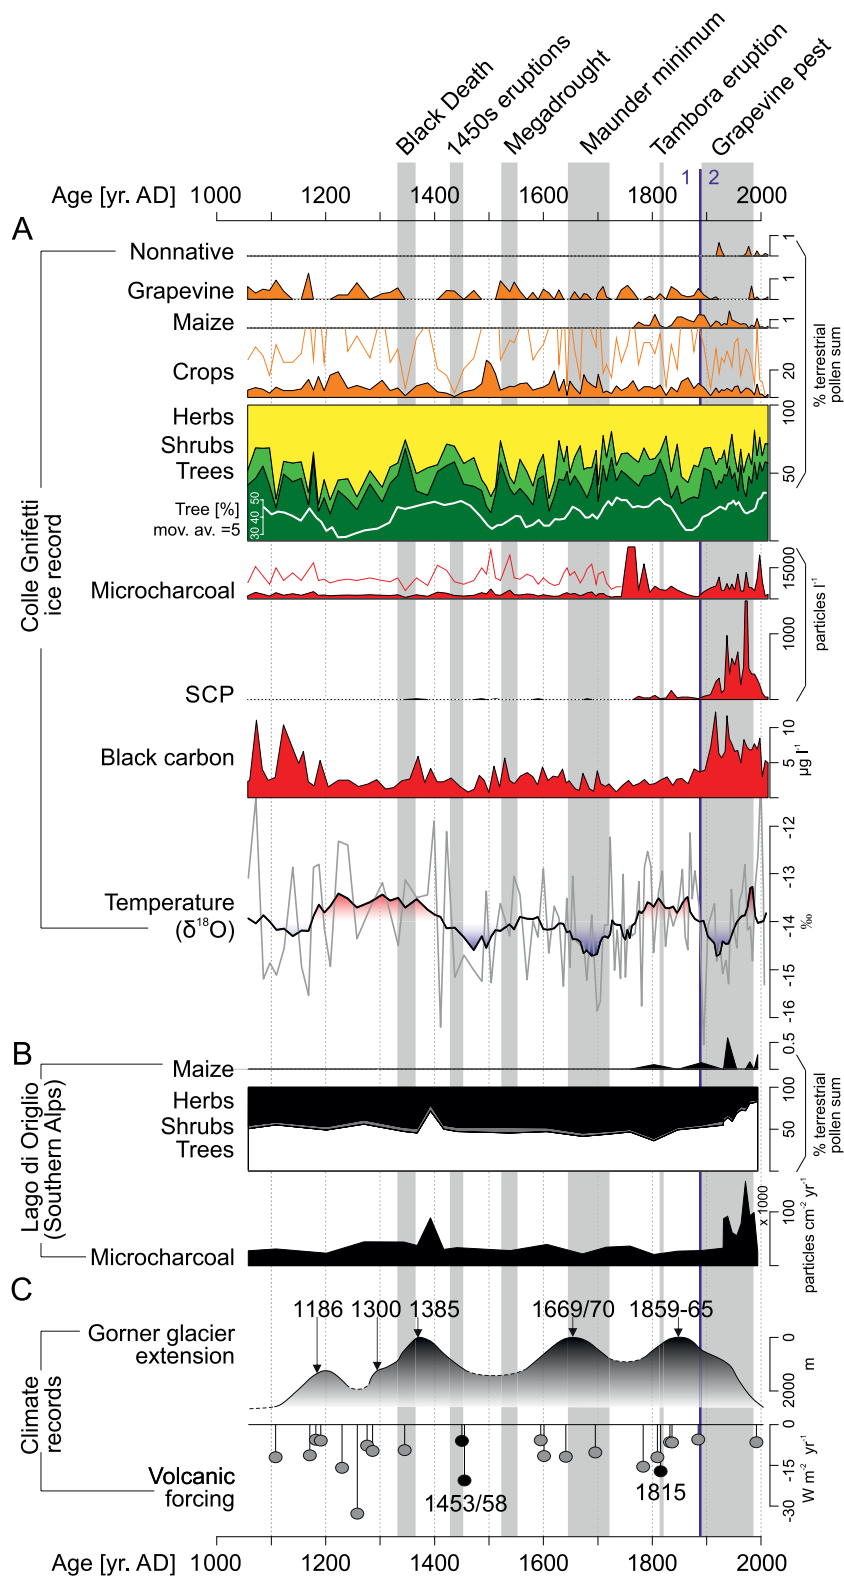 Black Death
1450s eruptions
Megadrought
Maunder minimum
Tambora eruption
Grapevine pest
Age [yr. AD]
1000 1200 1400 1600 1800 2000
1 2
A
Colle Gnifetti
ice record
Nonnative
1
Grapevine
1
Maize
1
Crops
20
% terrestrial
pollen sum
Herbs
Shrubs
Trees
100
50
Tree [%]
mov. av. =5
30 40 50
Microcharcoal
15000
particles l⁻¹
SCP
1000
Black carbon
5 10
µg l⁻¹
Temperature
(δ¹⁸O)
-12
-13
-14
-15
-16
‰
B
Lago di Origlio
(Southern Alps)
Maize
0.5
Herbs
Shrubs
Trees
100
50
% terrestrial
pollen sum
Microcharcoal
100
x 1000
particles cm⁻² yr⁻¹
C
Climate
records
1186 1300 1385 1669/70 1859-65
Gorner glacier
extension
0
2000
m
Volcanic
forcing
0
-15
-30
W m⁻² yr⁻¹
1453/58
1815
Age [yr. AD]
1000 1200 1400 1600 1800 2000